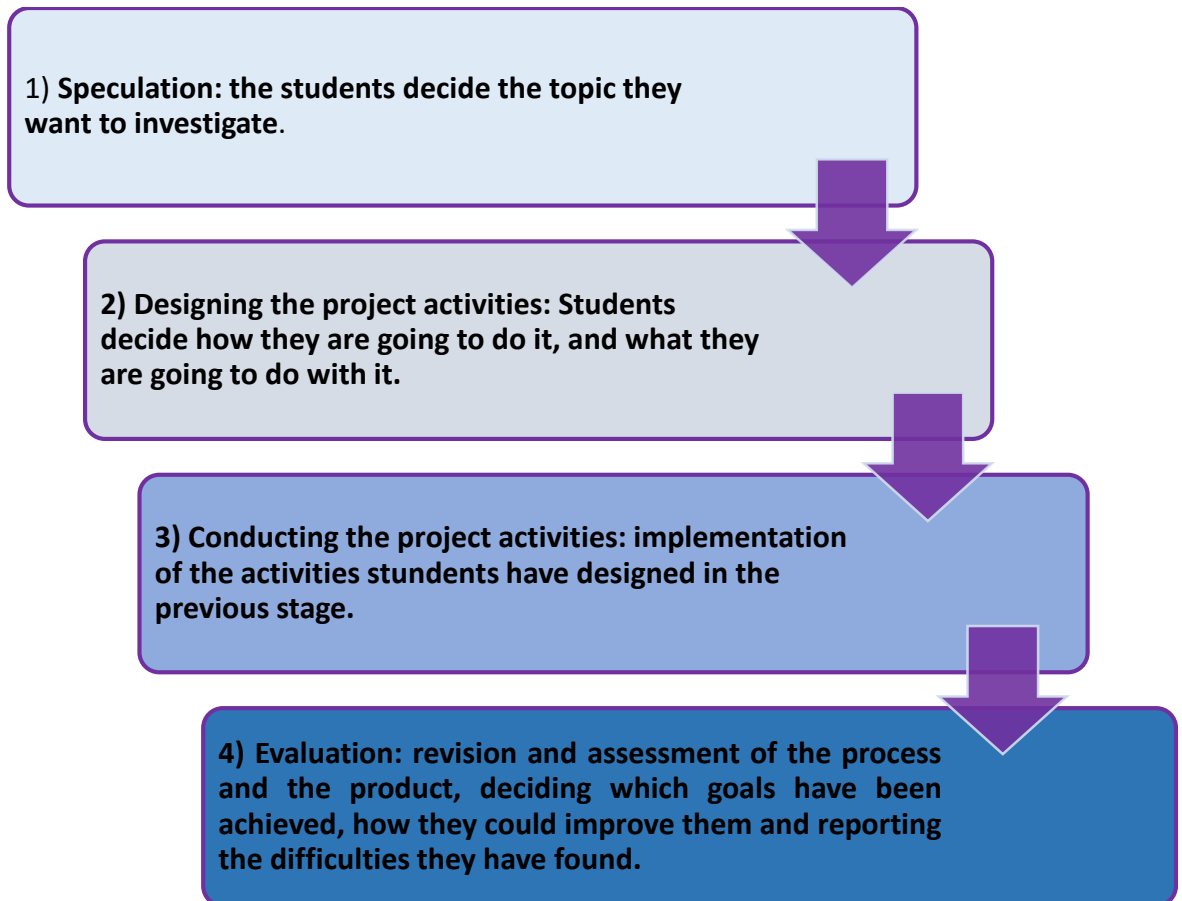 1) Speculation: the students decide the topic they
want to investigate.
2) Designing the project activities: Students
decide how they are going to do it, and what they
are going to do with it.
3) Conducting the project activities: implementation
of the activities stundents have designed in the
previous stage.
4) Evaluation: revision and assessment of the process
and the product, deciding which goals have been
achieved, how they could improve them and reporting
the difficulties they have found.